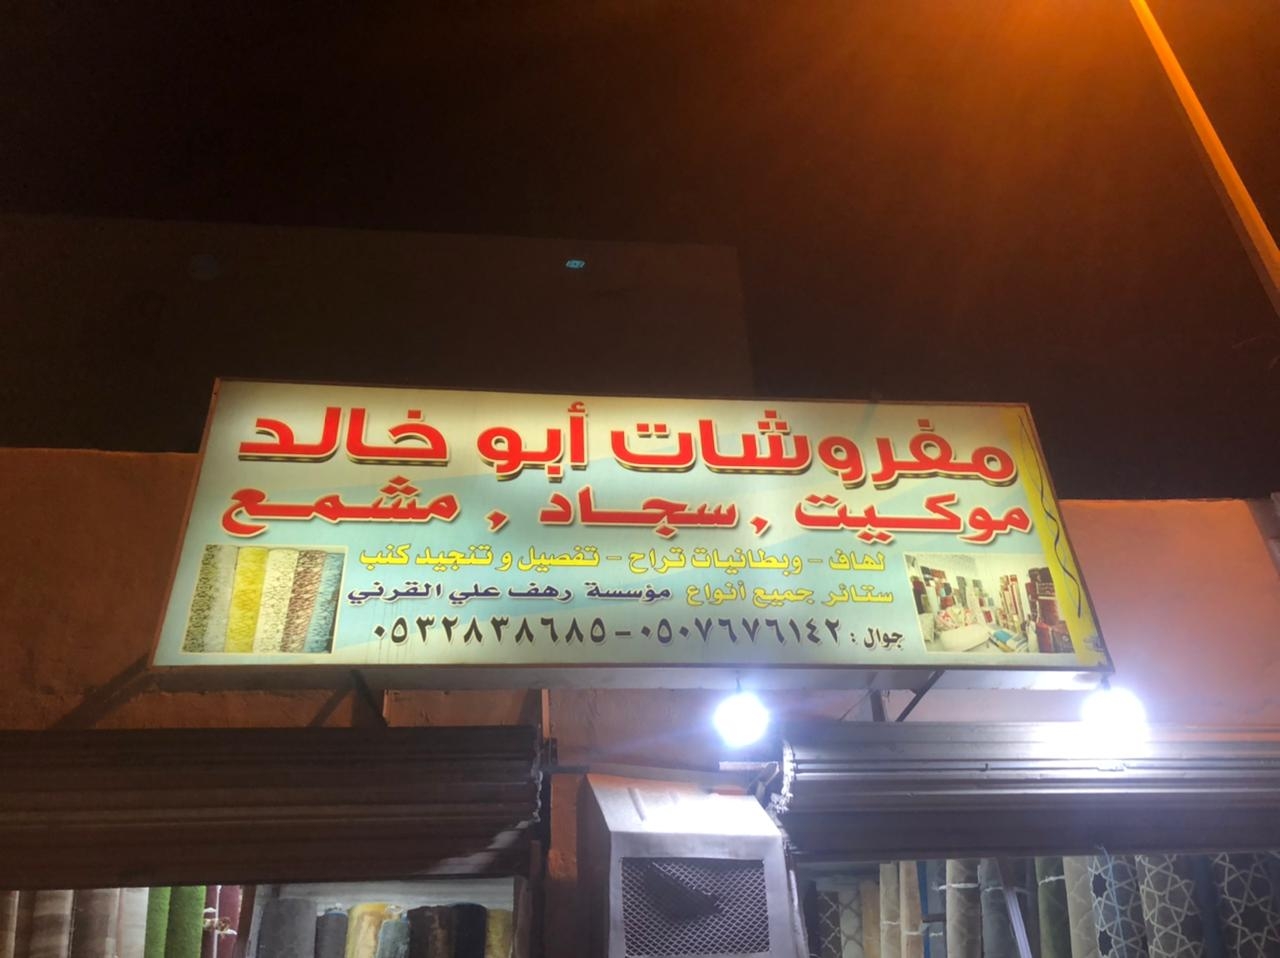 مفروشات أبو خالد
موكيت , سجاد , مشمع
لهاف - وبطانيات تراح - تفصيل و تنجيد كنب
ستائر جميع أنواع مؤسسة رهف علي القرني
جوال : ٠٥٠٧٦٧٦١٤٢-٠٥٣٢٨٣٨٦٨٥